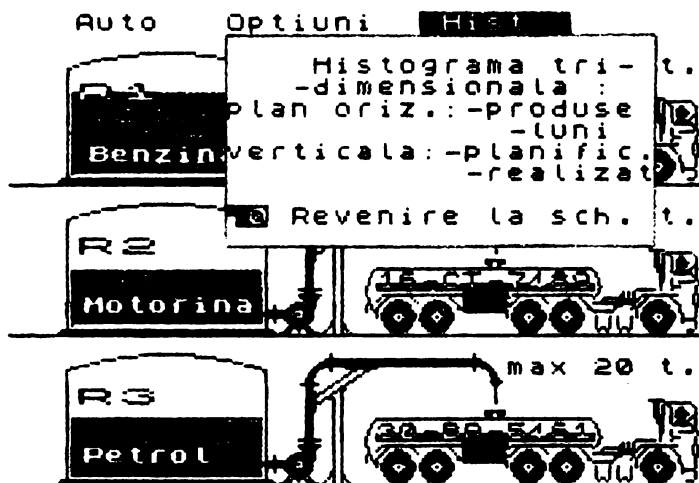 Auto Optiuni Hist
Histograma tri- t.
-dimensionala :
plan oriz.:-produse
-luni
Benzin verticala:-planific.
-realizat.
Revenire la sch. t.
R2
Motorina
max 20 t.
R3
Petrol